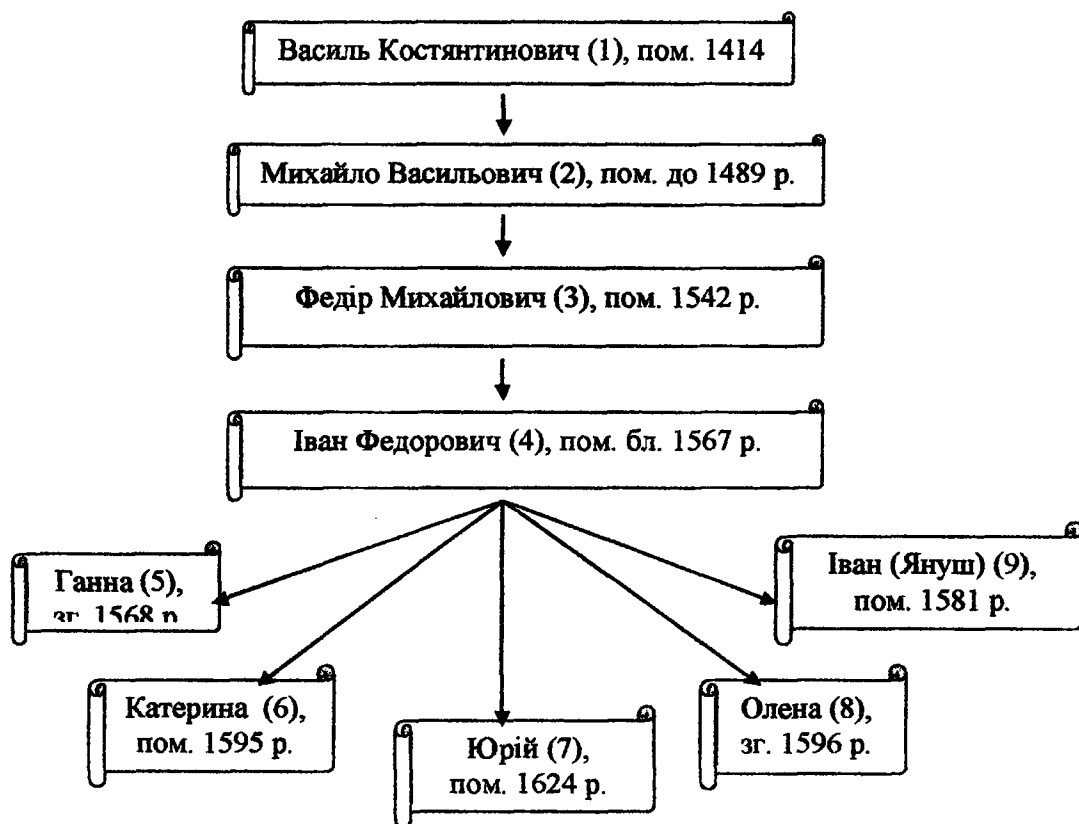 Василь Костянтинович (1), пом. 1414
Михайло Васильович (2), пом. до 1489 р.
Федір Михайлович (3), пом. 1542 р.
Іван Федорович (4), пом. бл. 1567 р.
Ганна (5),
зг. 1568 р
Іван (Януш) (9),
пом. 1581 р.
Катерина (6),
пом. 1595 р.
Юрій (7),
пом. 1624 р.
Олена (8),
зг. 1596 р.